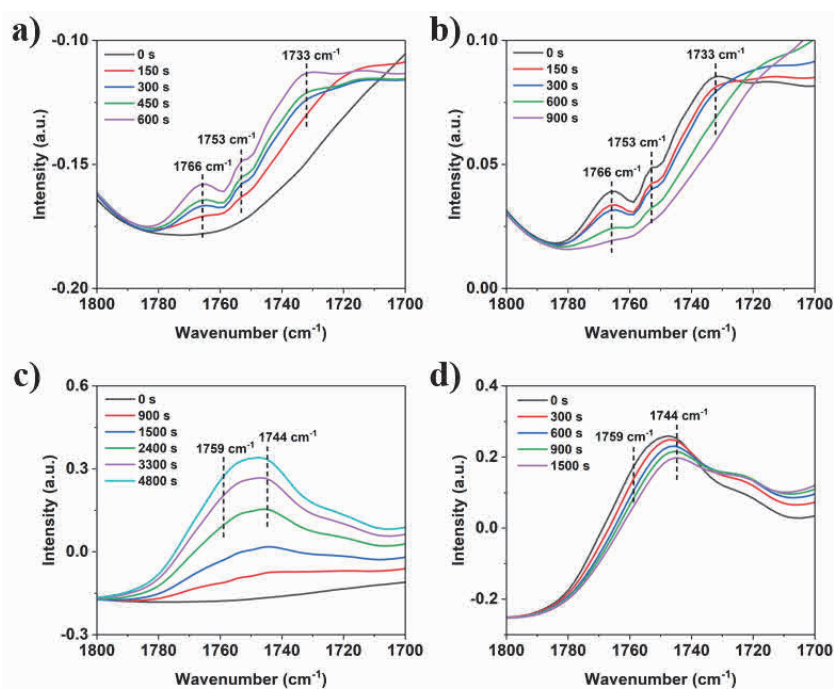 a)
-0.10
-0.15
-0.20
Intensity (a.u.)
0 s
150 s
300 s
450 s
600 s
1733 cm⁻¹
1753 cm⁻¹
1766 cm⁻¹
1800 1780 1760 1740 1720 1700
Wavenumber (cm⁻¹)
b)
0.10
0.05
0.00
Intensity (a.u.)
0 s
150 s
300 s
600 s
900 s
1733 cm⁻¹
1753 cm⁻¹
1766 cm⁻¹
1800 1780 1760 1740 1720 1700
Wavenumber (cm⁻¹)
c)
0.6
0.3
0.0
-0.3
Intensity (a.u.)
0 s
900 s
1500 s
2400 s
3300 s
4800 s
1759 cm⁻¹
1744 cm⁻¹
1800 1780 1760 1740 1720 1700
Wavenumber (cm⁻¹)
d)
0.4
0.2
0.0
-0.2
Intensity (a.u.)
0 s
300 s
600 s
900 s
1500 s
1744 cm⁻¹
1759 cm⁻¹
1800 1780 1760 1740 1720 1700
Wavenumber (cm⁻¹)